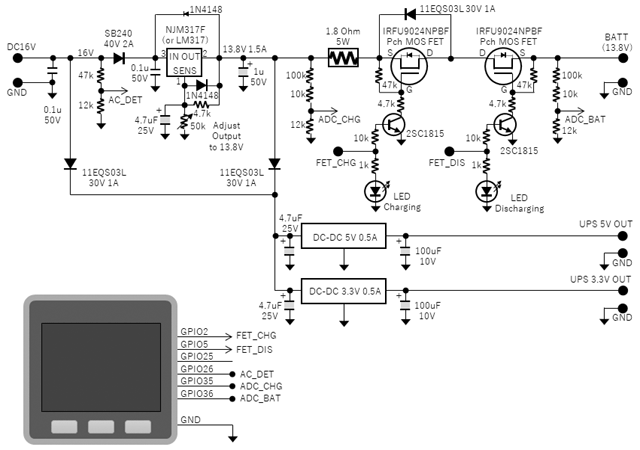 1N4148
11EQS03L 30V 1A
SB240
40V 2A
NJM317F
(or LM317)
1.8 Ohm
5W
IRFU9024NPBF
Pch MOS FET
IRFU9024NPBF
Pch MOS FET
BATT
(13.8V)
DC16V
16V
3
IN OUT
2
13.8V 1.5A
S
D
D
S
SENS
1
GND
47k
0.1u
50V
1u
50V
100k
47k
G
G
47k
100k
GND
AC_DET
1N4148
10k
4.7k
4.7k
10k
0.1u
50V
12k
4.7k
ADC_CHG
ADC_BAT
4.7uF
25V
50k
Adjust
Output
to 13.8V
12k
10k
2SC1815
10k
2SC1815
12k
FET_CHG
1k
FET_DIS
1k
11EQS03L
30V 1A
11EQS03L
30V 1A
LED
Charging
LED
Discharging
4.7uF
25V
+
DC-DC 5V 0.5A
+
100uF
10V
UPS 5V OUT
GND
UPS 3.3V OUT
4.7uF
25V
+
DC-DC 3.3V 0.5A
+
100uF
10V
GND
GPIO2
FET_CHG
GPIO5
FET_DIS
GPIO25
GPIO26
AC_DET
GPIO35
ADC_CHG
GPIO36
ADC_BAT
GND